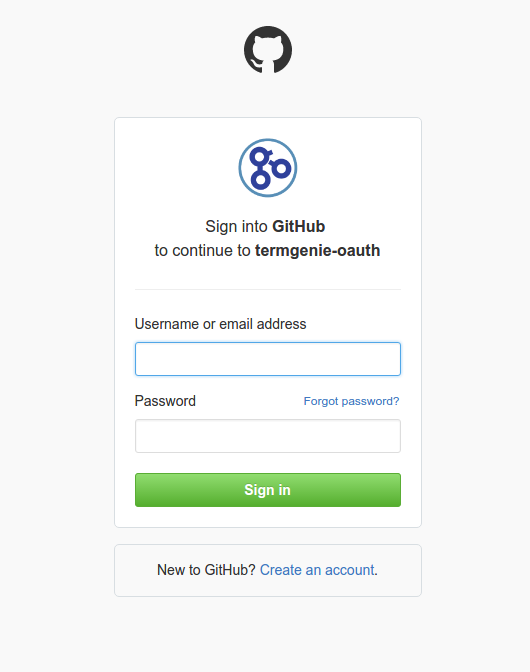 Sign into GitHub
to continue to termgenie-oauth
Username or email address
Password Forgot password?
Sign in
New to GitHub? Create an account.